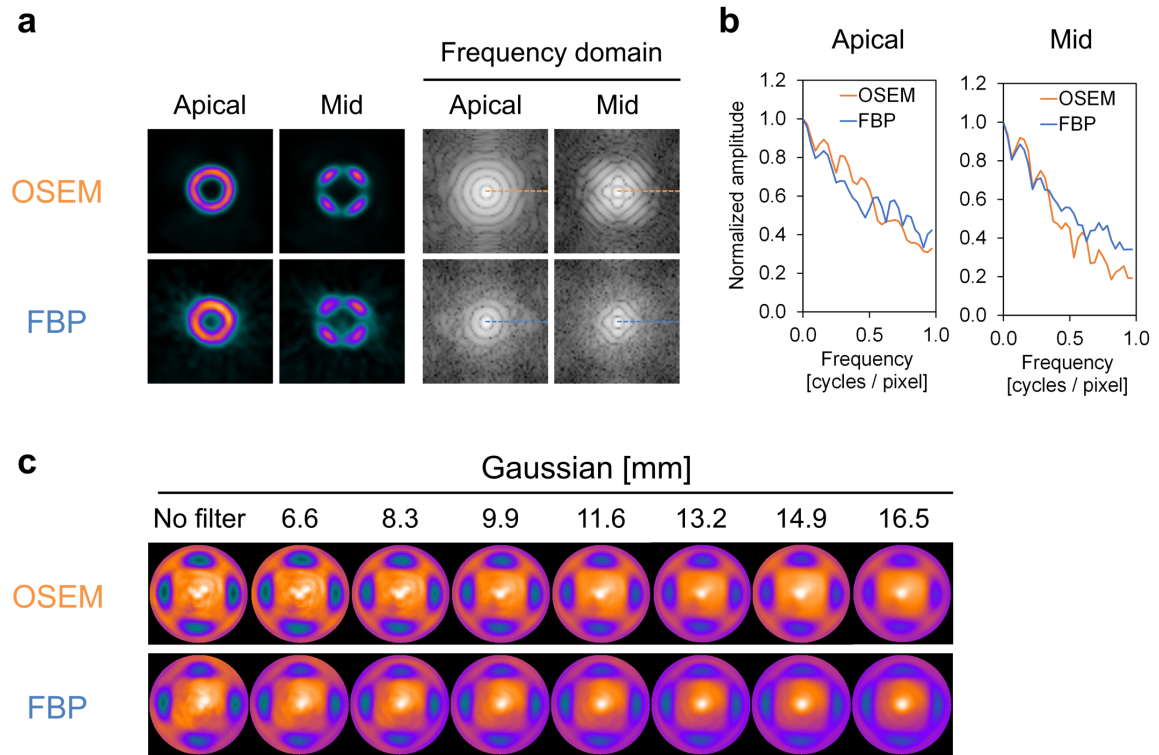 a
Frequency domain
Apical Mid Apical Mid
OSEM
FBP
b
Apical Mid
Normalized amplitude
1.2
1.0
0.8
0.6
0.4
0.2
0.0
OSEM
FBP
0.0 0.5 1.0
Frequency
[cycles / pixel]
1.2
1.0
0.8
0.6
0.4
0.2
0.0
OSEM
FBP
0.0 0.5 1.0
Frequency
[cycles / pixel]
c
Gaussian [mm]
No filter 6.6 8.3 9.9 11.6 13.2 14.9 16.5
OSEM
FBP